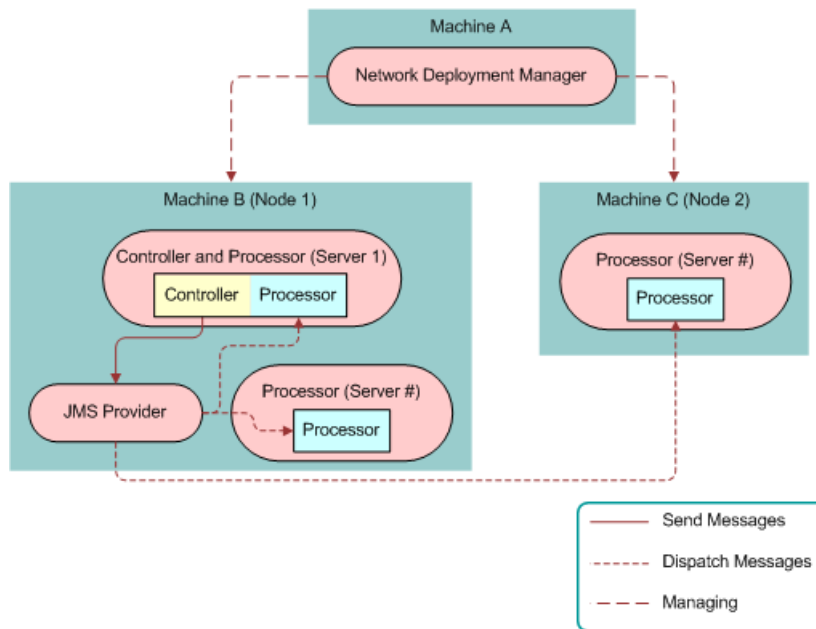 Machine A
Network Deployment Manager
Machine B (Node 1)
Controller and Processor (Server 1)
Controller
Processor
JMS Provider
Processor (Server #)
Processor
Machine C (Node 2)
Processor (Server #)
Processor
Send Messages
Dispatch Messages
Managing